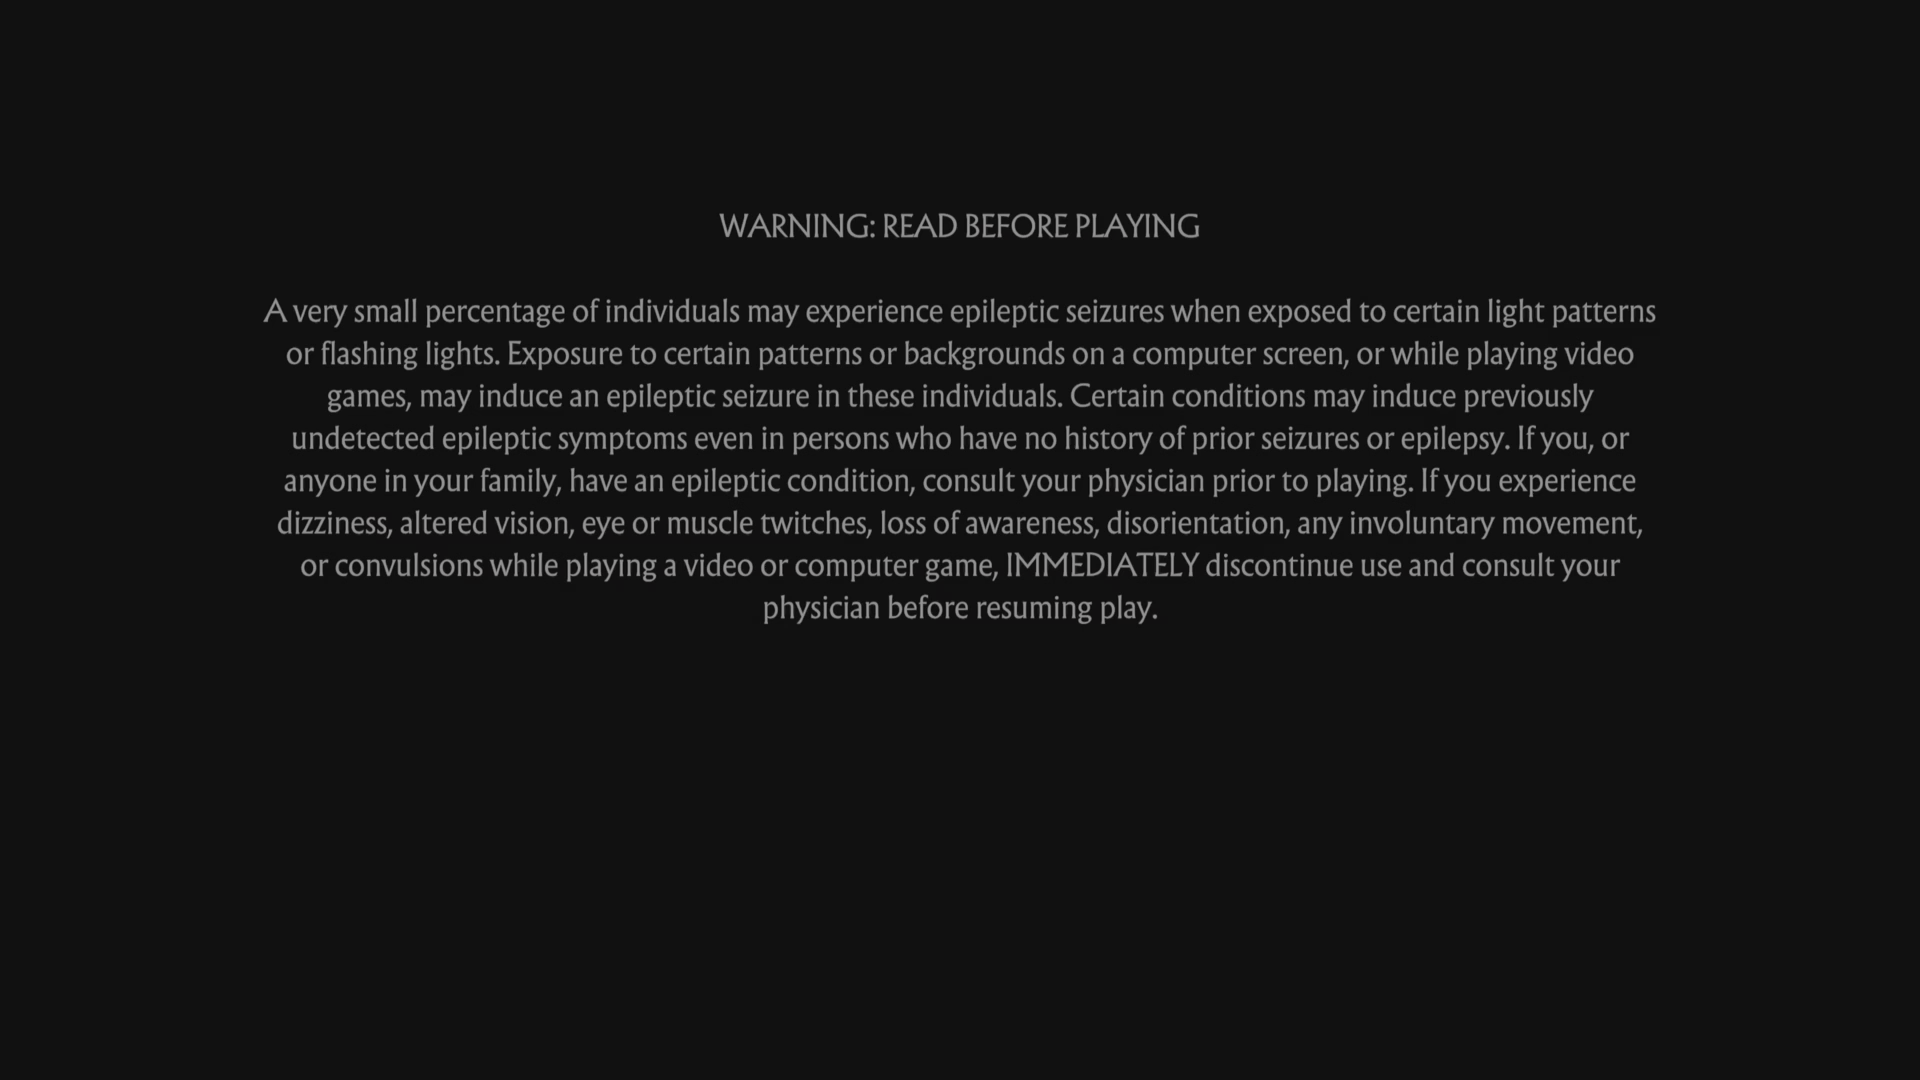 WARNING: READ BEFORE PLAYING
A very small percentage of individuals may experience epileptic seizures when exposed to certain light patterns
or flashing lights. Exposure to certain patterns or backgrounds on a computer screen, or while playing video
games, may induce an epileptic seizure in these individuals. Certain conditions may induce previously
undetected epileptic symptoms even in persons who have no history of prior seizures or epilepsy. If you, or
anyone in your family, have an epileptic condition, consult your physician prior to playing. If you experience
dizziness, altered vision, eye or muscle twitches, loss of awareness, disorientation, any involuntary movement,
or convulsions while playing a video or computer game, IMMEDIATELY discontinue use and consult your
physician before resuming play.